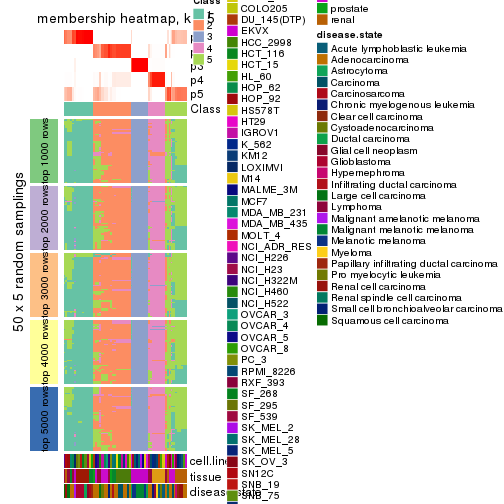 membership heatmap, k = 5
Class
1
2
3
4
5
p1
p2
p3
p4
p5
Class
50 x 5 random samplings
top 1000 rows
top 2000 rows
top 3000 rows
top 4000 rows
top 5000 rows
cell.line
tissue
disease.state
COLO205
DU_145(DTP)
EKVX
HCC_2998
HCT_116
HCT_15
HL_60
HOP_62
HOP_92
HS578T
HT29
IGROV1
K_562
KM12
LOXIMVI
M14
MALME_3M
MCF7
MDA_MB_231
MDA_MB_435
MOLT_4
NCI_ADR_RES
NCI_H226
NCI_H23
NCI_H322M
NCI_H460
NCI_H522
OVCAR_3
OVCAR_4
OVCAR_5
OVCAR_8
PC_3
RPMI_8226
RXF_393
SF_268
SF_295
SF_539
SK_MEL_2
SK_MEL_28
SK_MEL_5
SK_OV_3
SN12C
SNB_19
SNB_75
prostate
renal
disease.state
Acute lymphoblastic leukemia
Adenocarcinoma
Astrocytoma
Carcinoma
Carcinosarcoma
Chronic myelogenous leukemia
Clear cell carcinoma
Cystoadenocarcinoma
Ductal carcinoma
Glial cell neoplasm
Glioblastoma
Hypernephroma
Infiltrating ductal carcinoma
Large cell carcinoma
Lymphoma
Malignant amelanotic melanoma
Malignant melanotic melanoma
Melanotic melanoma
Myeloma
Papillary infiltrating ductal carcinoma
Pro myelocytic leukemia
Renal cell carcinoma
Renal spindle cell carcinoma
Small cell bronchioalveolar carcinoma
Squamous cell carcinoma